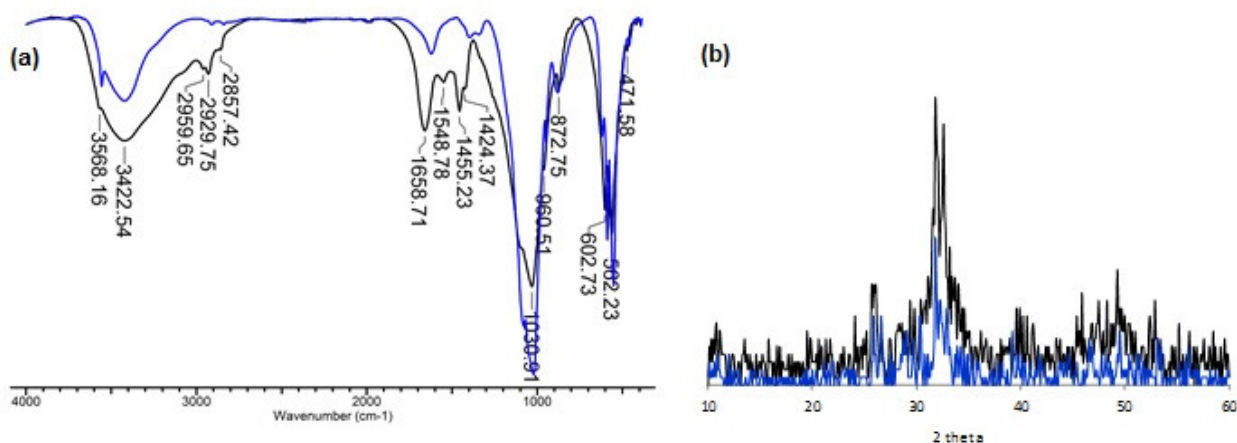 (a)
3568.16
3422.54
2959.65
2929.75
2857.42
1658.71
1548.78
1455.23
1424.37
1030.91
960.51
872.75
602.73
562.23
471.58
4000 3000 2000 1000
Wavenumber (cm-1)
(b)
10 20 30 40 50 60
2 theta